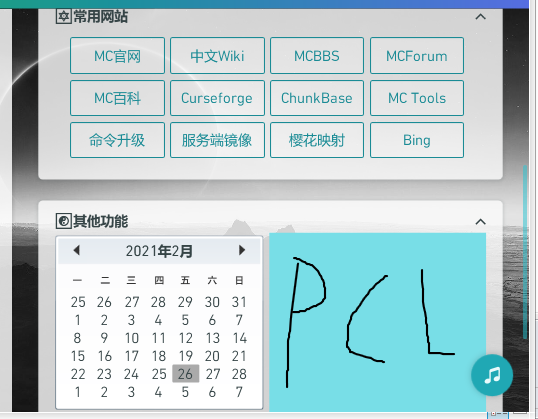 常用网站
MC官网 中文Wiki MCBBS MCForum
MC百科 Curseforge ChunkBase MC Tools
命令升级 服务端镜像 樱花映射 Bing
其他功能
2021年2月
一 二 三 四 五 六 日
25 26 27 28 29 30 31
1 2 3 4 5 6 7
8 9 10 11 12 13 14
15 16 17 18 19 20 21
22 23 24 25 26 27 28
1 2 3 4 5 6 7
PCL